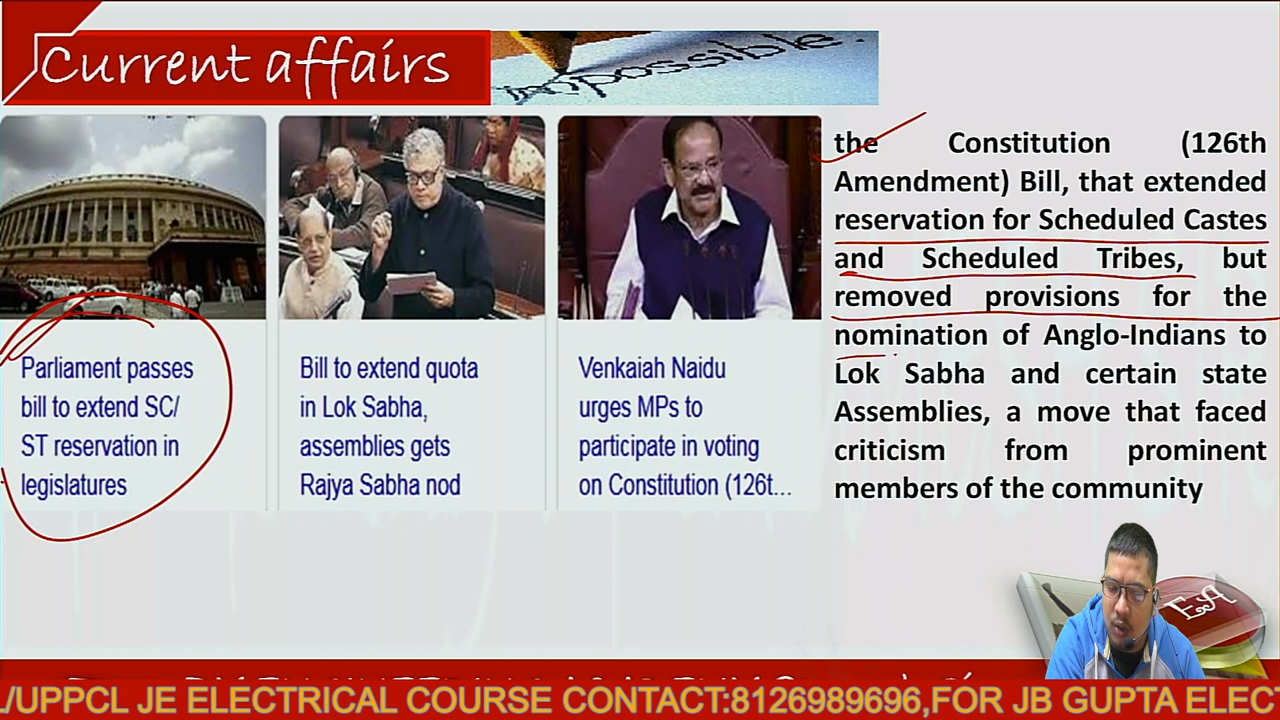 Current affairs
impossible.
Parliament passes
bill to extend SC/
ST reservation in
legislatures
Bill to extend quota
in Lok Sabha,
assemblies gets
Rajya Sabha nod
Venkaiah Naidu
urges MPs to
participate in voting
on Constitution (126t...
the Constitution (126th
Amendment) Bill, that extended
reservation for Scheduled Castes
and Scheduled Tribes, but
removed provisions for the
nomination of Anglo-Indians to
Lok Sabha and certain state
Assemblies, a move that faced
criticism from prominent
members of the community
EA
./UPPCL JE ELECTRICAL COURSE CONTACT:8126989696,FOR JB GUPTA ELEC